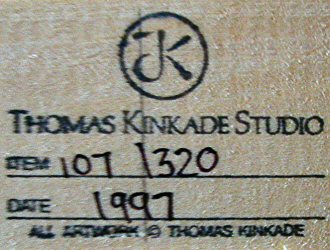 TK
THOMAS KINKADE STUDIO
ITEM 107 1320
DATE 1997
ALL ARTWORK © THOMAS KINKADE